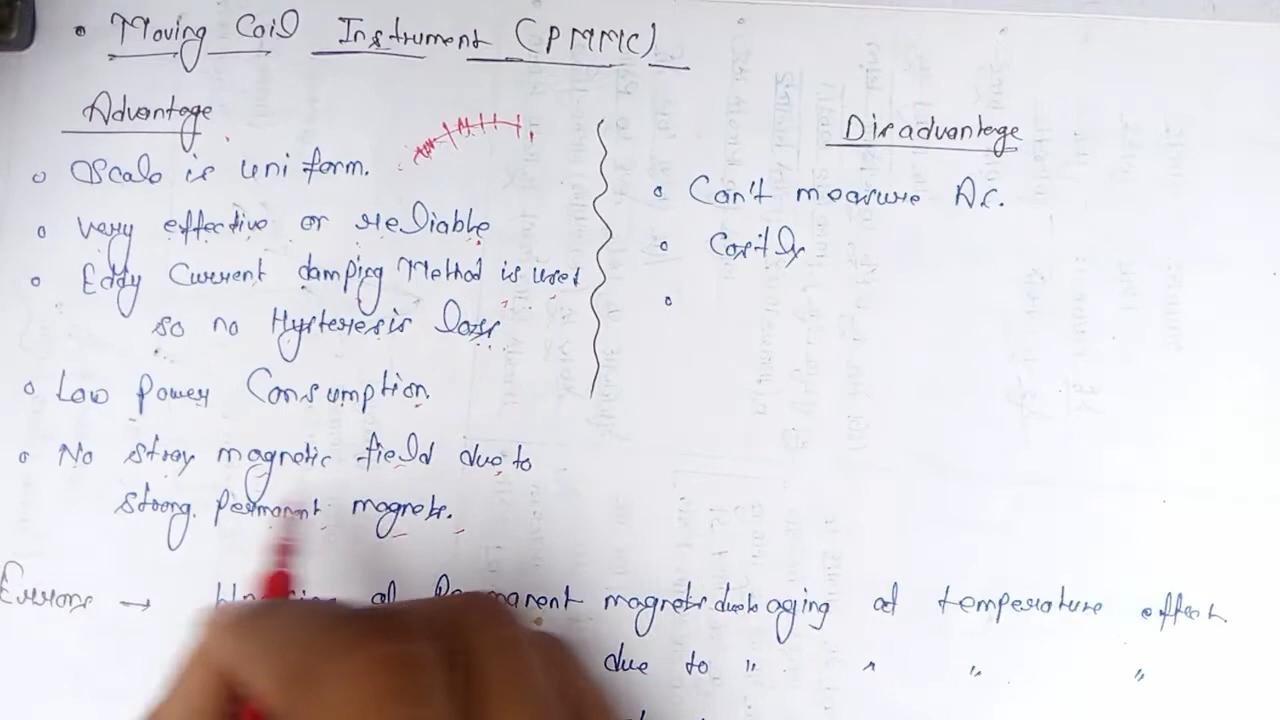 • Moving Coil Instrument (PMMC)
Advantage
Scale is uniform.
Very effective or reliable
Eddy Current damping Method is used
so no Hysteresis loss
Low Power Consumption.
No stray magnetic field due to
strong. Permanent magnets.
Disadvantage
Can't measure A.C.
Costly
Errors → of Permanent magnets due to aging at temperature effect
due to " " " "